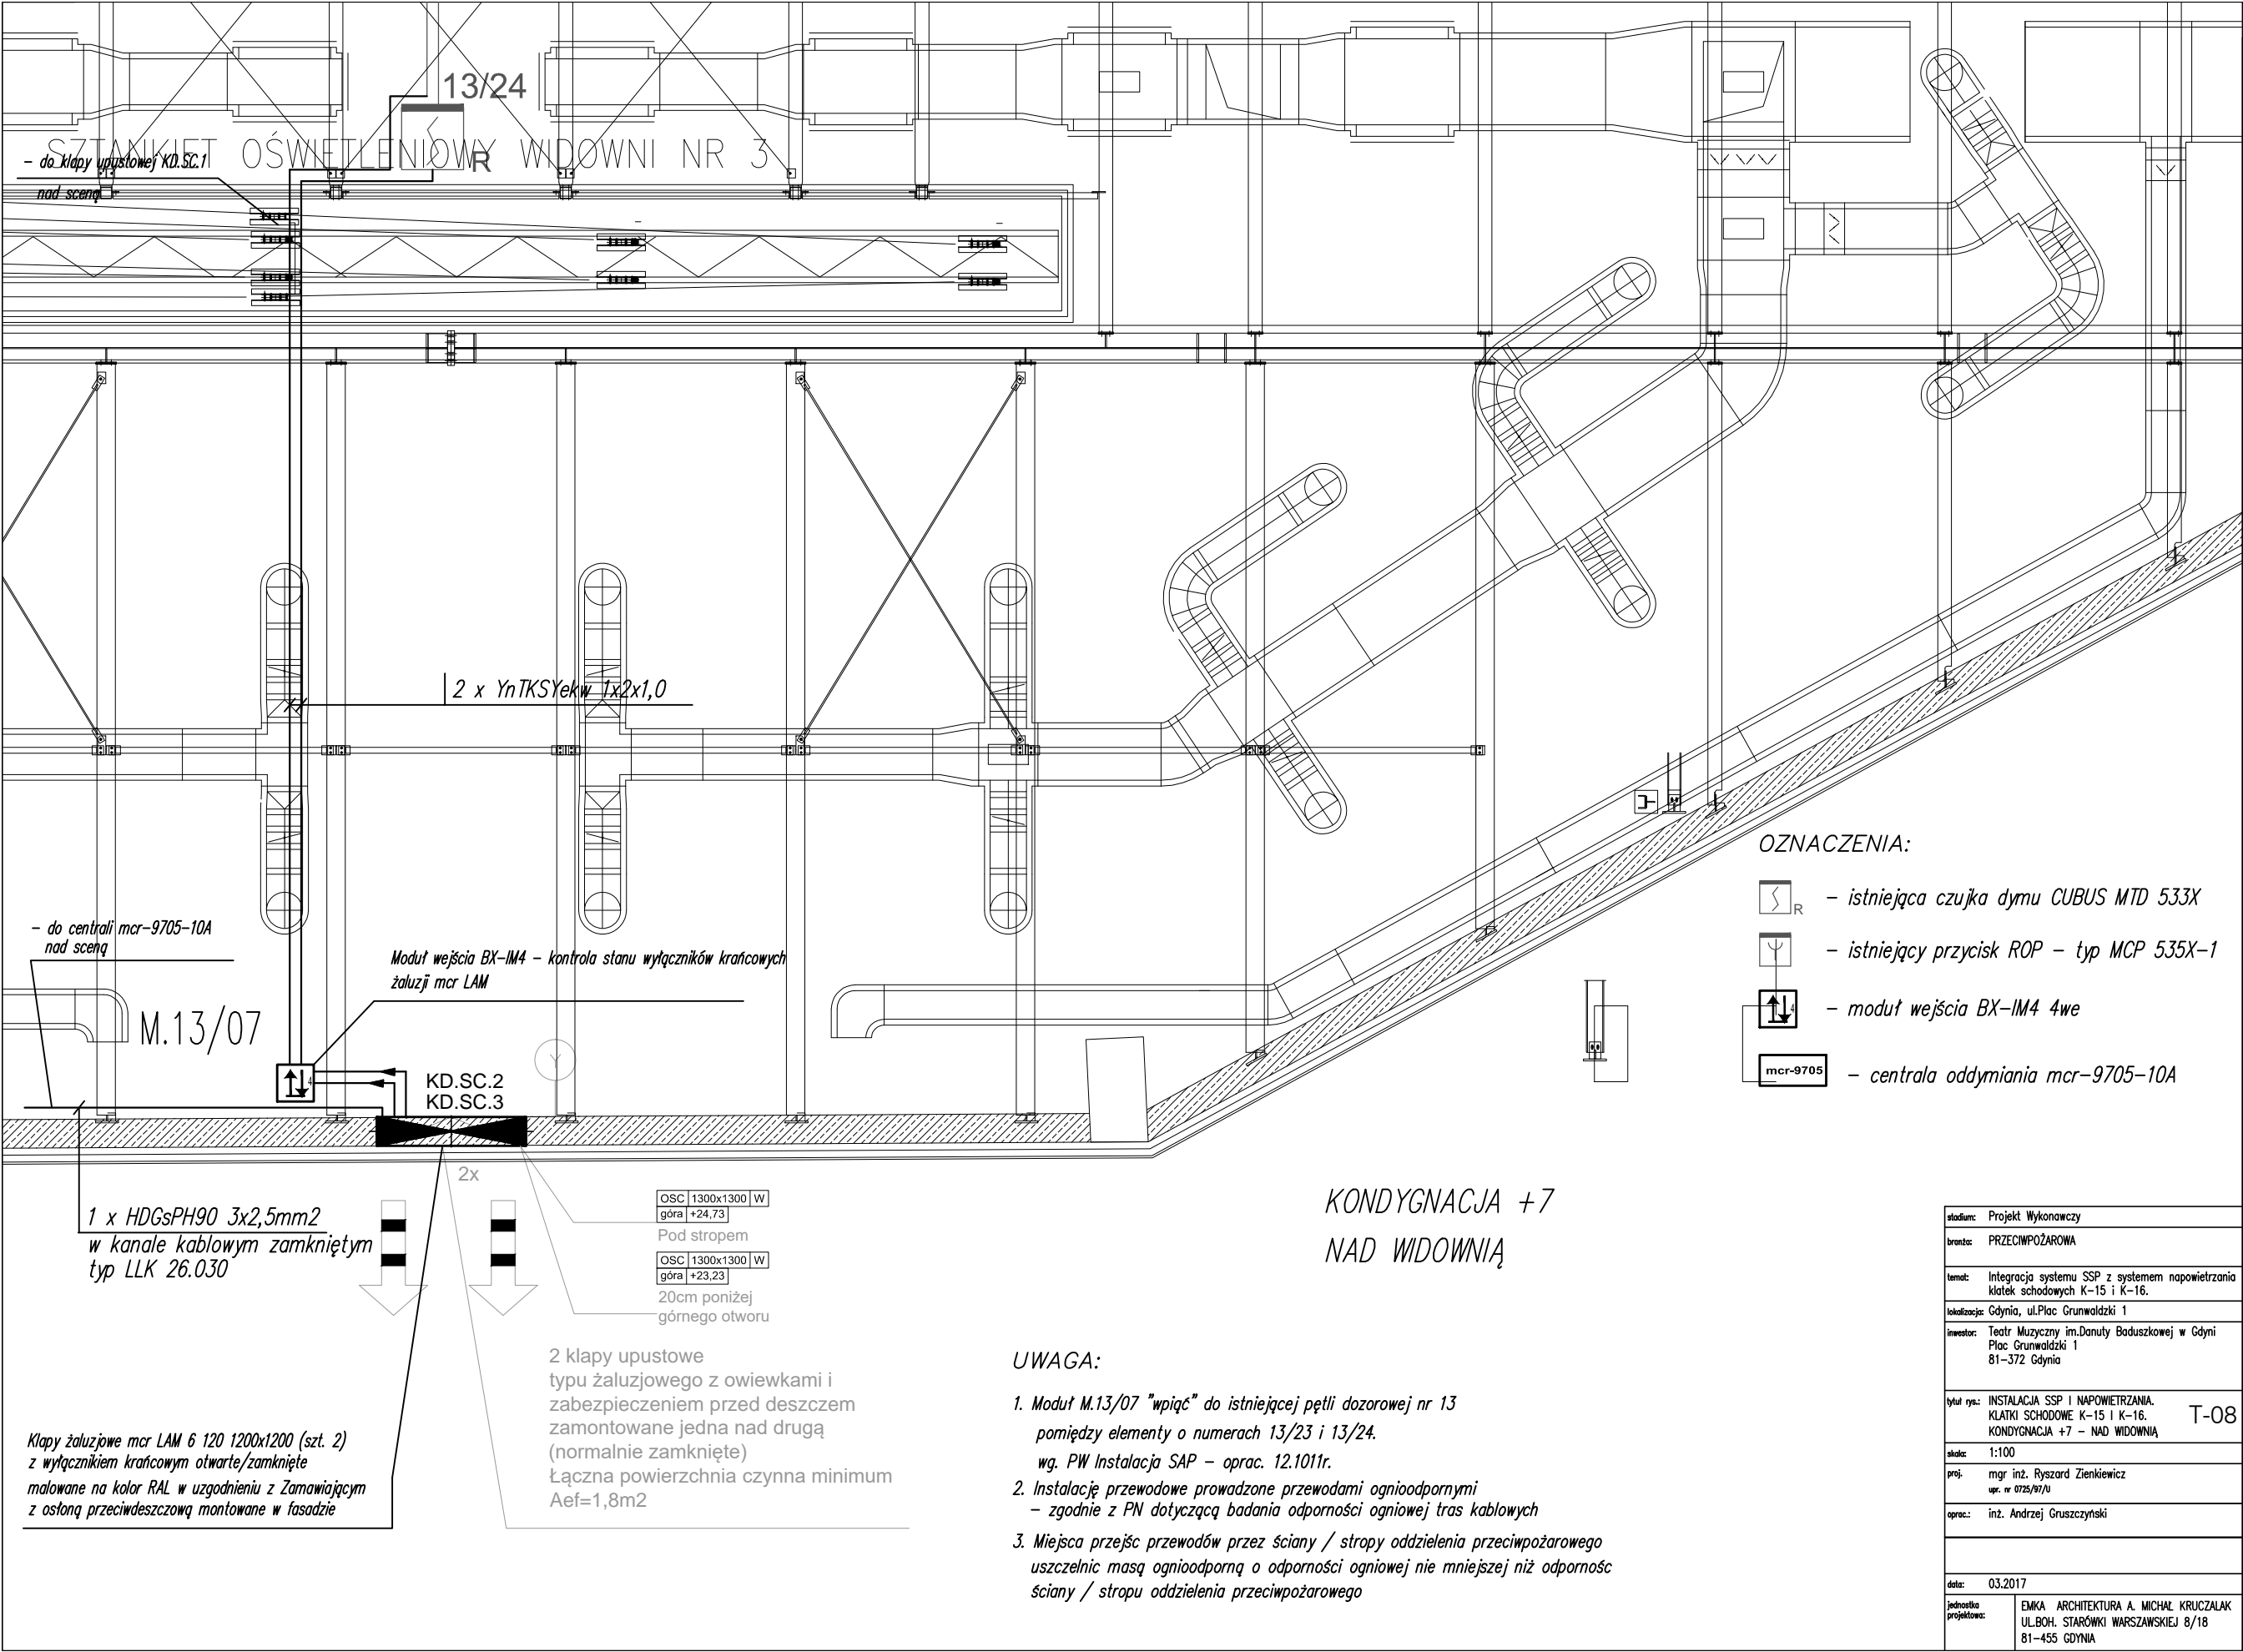 13/24
SZTANKIET OŚWIETLENIOWY WIDOWNI NR 3
R
– do klapy upustowej KD.SC.1
nad sceną
2 x YnTKSYekw 1x2x1,0
– do centrali mcr–9705–10A
nad sceną
Moduł wejścia BX–IM4 – kontrola stanu wyłączników krańcowych
żaluzji mcr LAM
M.13/07
4
KD.SC.2
KD.SC.3
Y
2x
1 x HDGsPH90 3x2,5mm2
w kanale kablowym zamkniętym
typ LLK 26.030
OSC 1300x1300 W
góra +24,73
Pod stropem
OSC 1300x1300 W
góra +23,23
20cm poniżej
górnego otworu
2 klapy upustowe
typu żaluzjowego z owiewkami i
zabezpieczeniem przed deszczem
zamontowane jedna nad drugą
(normalnie zamknięte)
Łączna powierzchnia czynna minimum
Aef=1,8m2
Klapy żaluzjowe mcr LAM 6 120 1200x1200 (szt. 2)
z wyłącznikiem krańcowym otwarte/zamknięte
malowane na kolor RAL w uzgodnieniu z Zamawiającym
z osłoną przeciwdeszczową montowane w fasadzie
OZNACZENIA:
R – istniejąca czujka dymu CUBUS MTD 533X
– istniejący przycisk ROP – typ MCP 535X–1
4 – moduł wejścia BX–IM4 4we
mcr-9705 – centrala oddymiania mcr–9705–10A
KONDYGNACJA +7
NAD WIDOWNIĄ
UWAGA:
1. Moduł M.13/07 "wpiąć" do istniejącej pętli dozorowej nr 13
pomiędzy elementy o numerach 13/23 i 13/24.
wg. PW Instalacja SAP – oprac. 12.1011r.
2. Instalację przewodowe prowadzone przewodami ognioodpornymi
– zgodnie z PN dotyczącą badania odporności ogniowej tras kablowych
3. Miejsca przejśc przewodów przez ściany / stropy oddzielenia przeciwpożarowego
uszczelnic masą ognioodporną o odporności ogniowej nie mniejszej niż odpornośc
ściany / stropu oddzielenia przeciwpożarowego
stadium: Projekt Wykonawczy
branża: PRZECIWPOŻAROWA
temat: Integracja systemu SSP z systemem napowietrzania
klatek schodowych K–15 i K–16.
lokalizacja: Gdynia, ul.Plac Grunwaldzki 1
inwestor: Teatr Muzyczny im.Danuty Baduszkowej w Gdyni
Plac Grunwaldzki 1
81–372 Gdynia
tytuł rys.: INSTALACJA SSP I NAPOWIETRZANIA.
KLATKI SCHODOWE K–15 I K–16.
KONDYGNACJA +7 – NAD WIDOWNIĄ
T-08
skala: 1:100
proj. mgr inż. Ryszard Zienkiewicz
upr. nr 0725/97/U
oprac.: inż. Andrzej Gruszczyński
data: 03.2017
jednostka projektowa: EMKA ARCHITEKTURA A. MICHAŁ KRUCZALAK
UL.BOH. STARÓWKI WARSZAWSKIEJ 8/18
81–455 GDYNIA